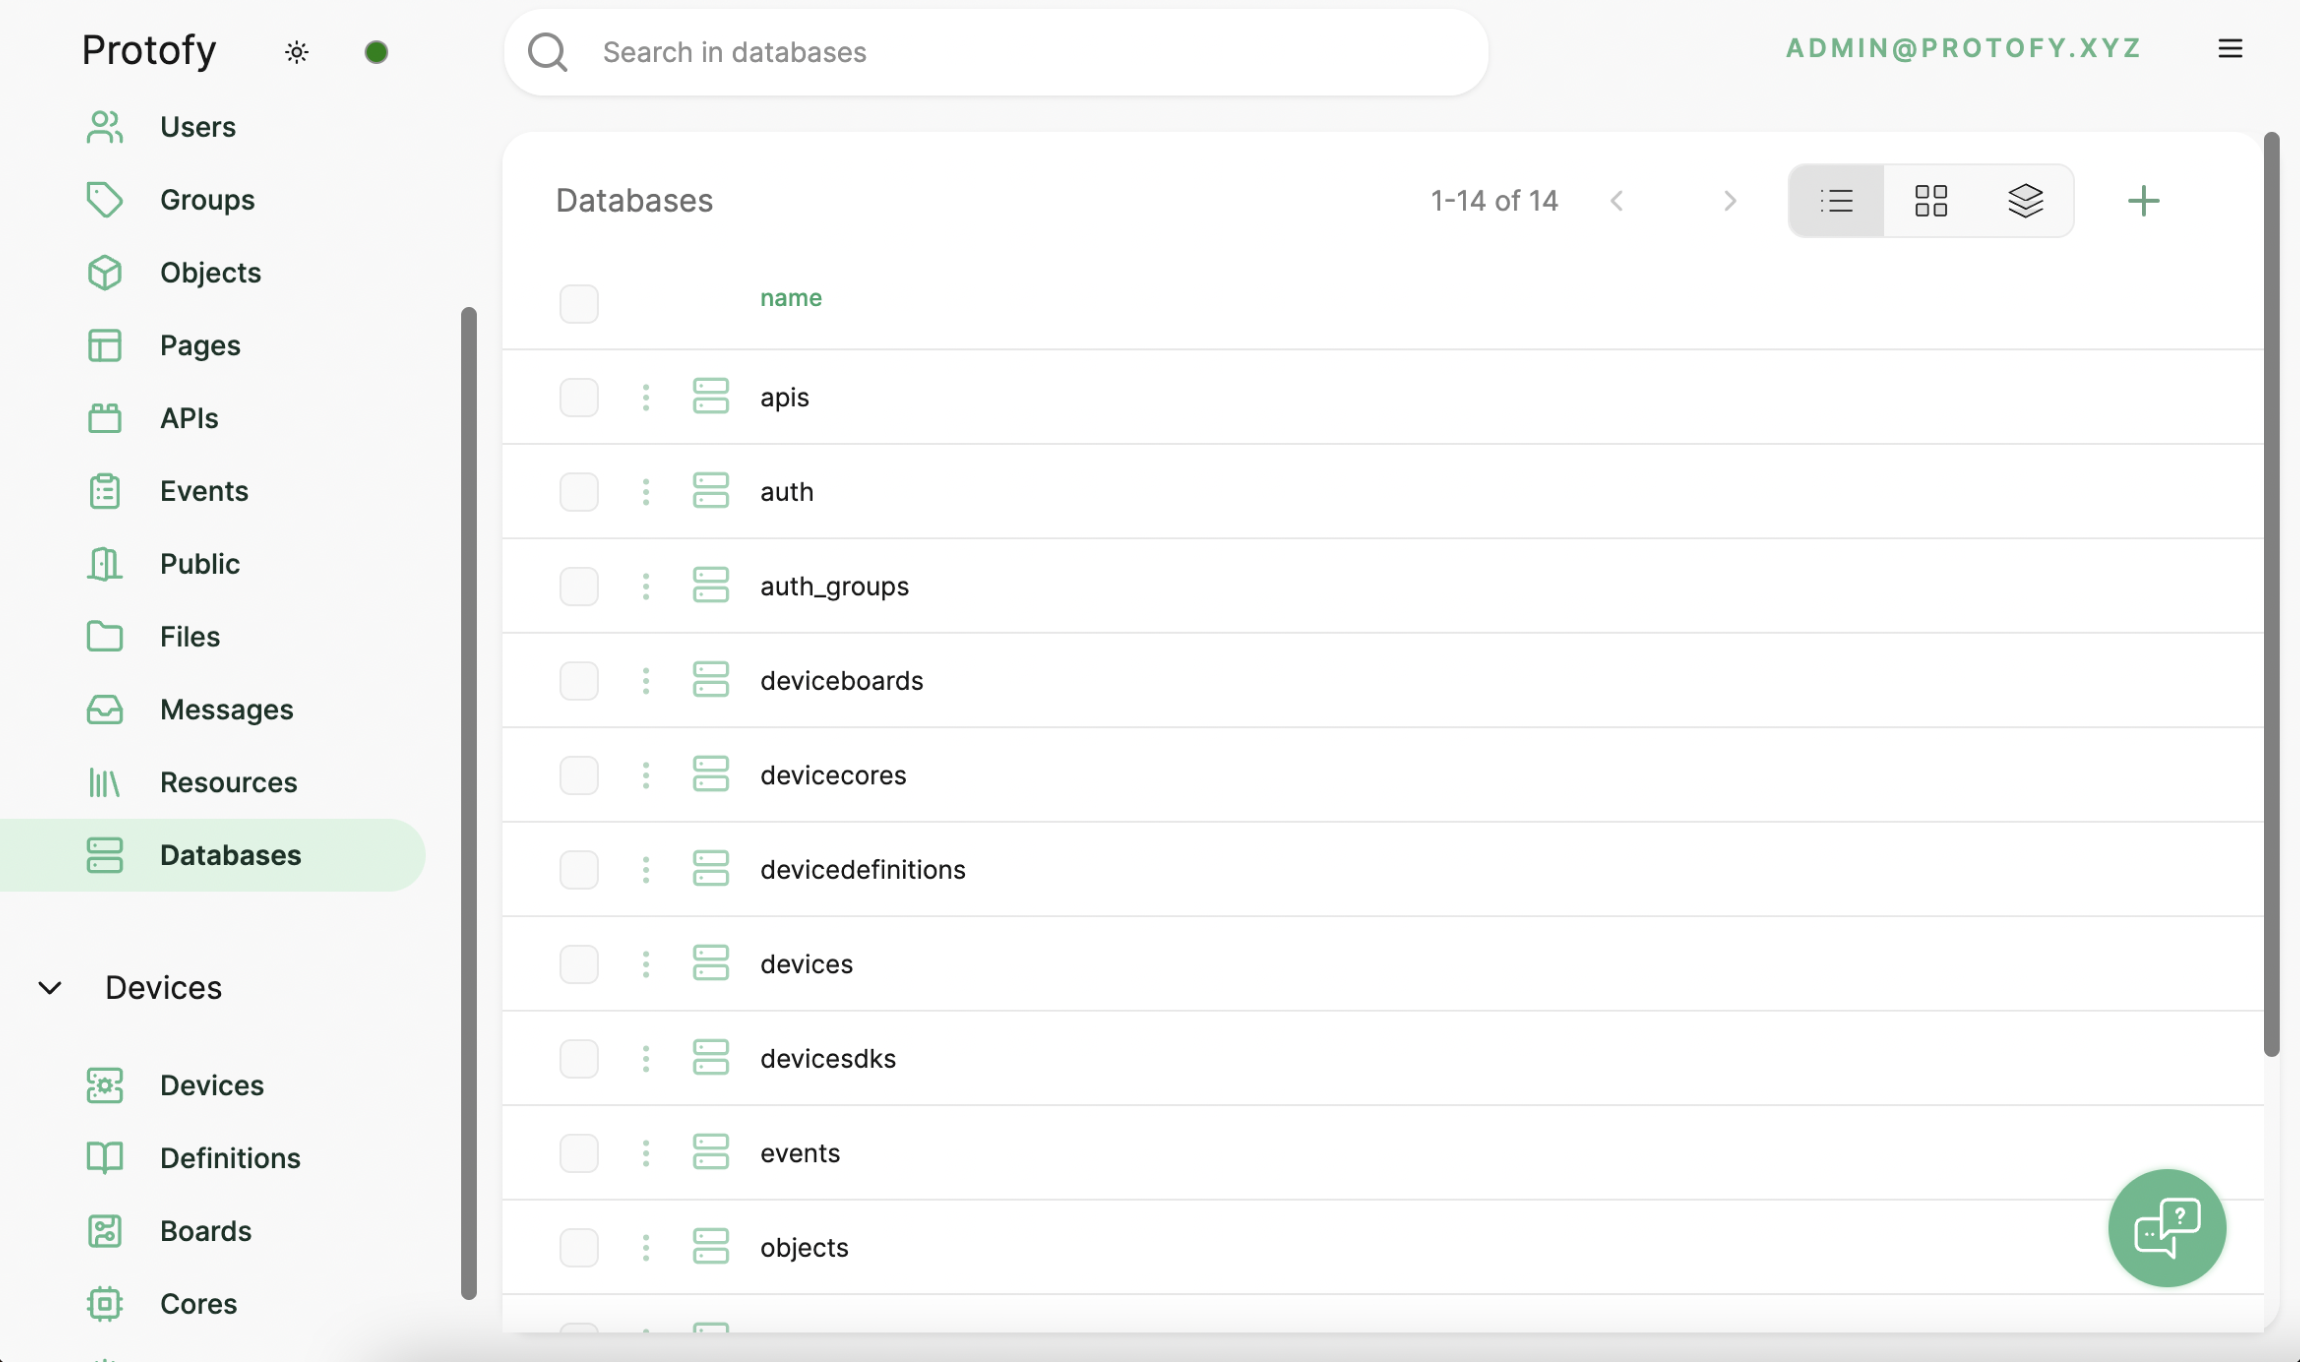 Protofy
Search in databases
ADMIN@PROTOFY.XYZ
Users
Groups
Objects
Pages
APIs
Events
Public
Files
Messages
Resources
Databases
Devices
Devices
Definitions
Boards
Cores
Databases
1-14 of 14
name
apis
auth
auth_groups
deviceboards
devicecores
devicedefinitions
devices
devicesdks
events
objects
?